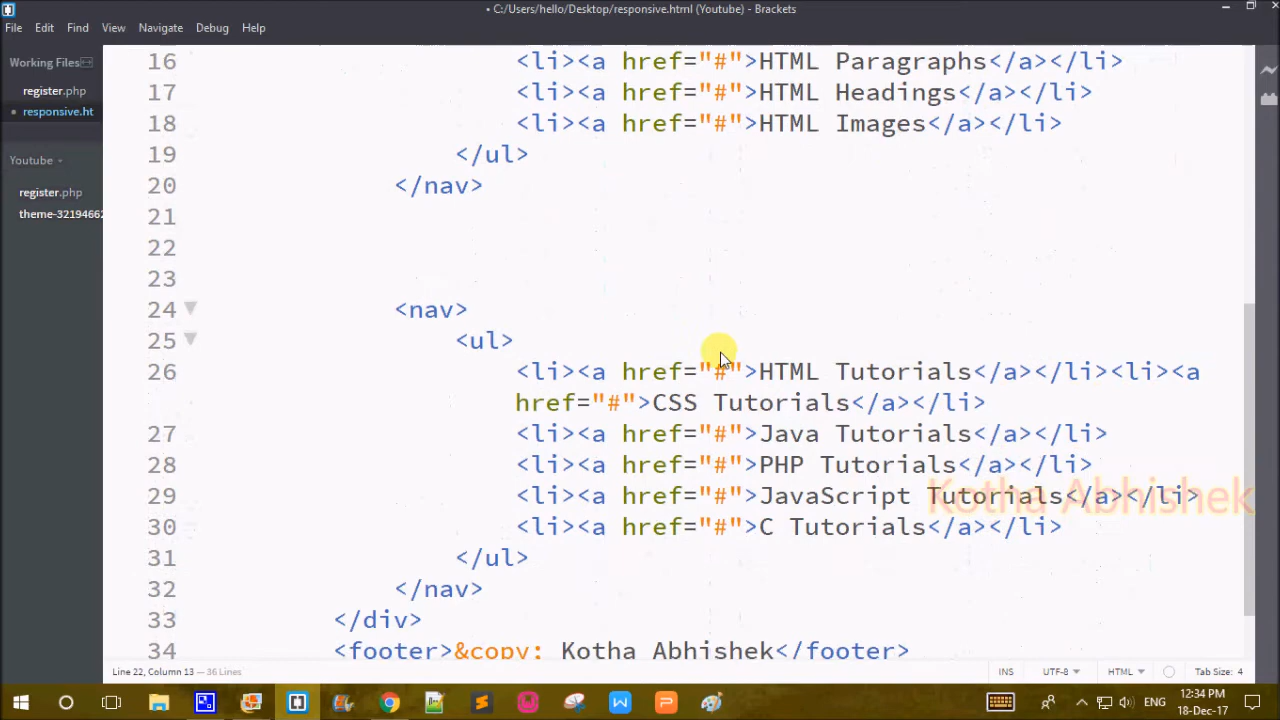 • C:/Users/hello/Desktop/responsive.html (Youtube) - Brackets
File Edit Find View Navigate Debug Help
Working Files
register.php
• responsive.ht
Youtube
register.php
theme-32194662
16 <li><a href="#">HTML Paragraphs</a></li>
17 <li><a href="#">HTML Headings</a></li>
18 <li><a href="#">HTML Images</a></li>
19 </ul>
20 </nav>
21
22
23
24 <nav>
25 <ul>
26 <li><a href="#">HTML Tutorials</a></li><li><a
href="#">CSS Tutorials</a></li>
27 <li><a href="#">Java Tutorials</a></li>
28 <li><a href="#">PHP Tutorials</a></li>
29 <li><a href="#">JavaScript Tutorials</a></li>
30 <li><a href="#">C Tutorials</a></li>
31 </ul>
32 </nav>
33 </div>
34 <footer>&copy; Kotha Abhishek</footer>
Kotha Abhishek
Line 22, Column 13 — 36 Lines
INS UTF-8 HTML Tab Size: 4
ENG
12:34 PM
18-Dec-17